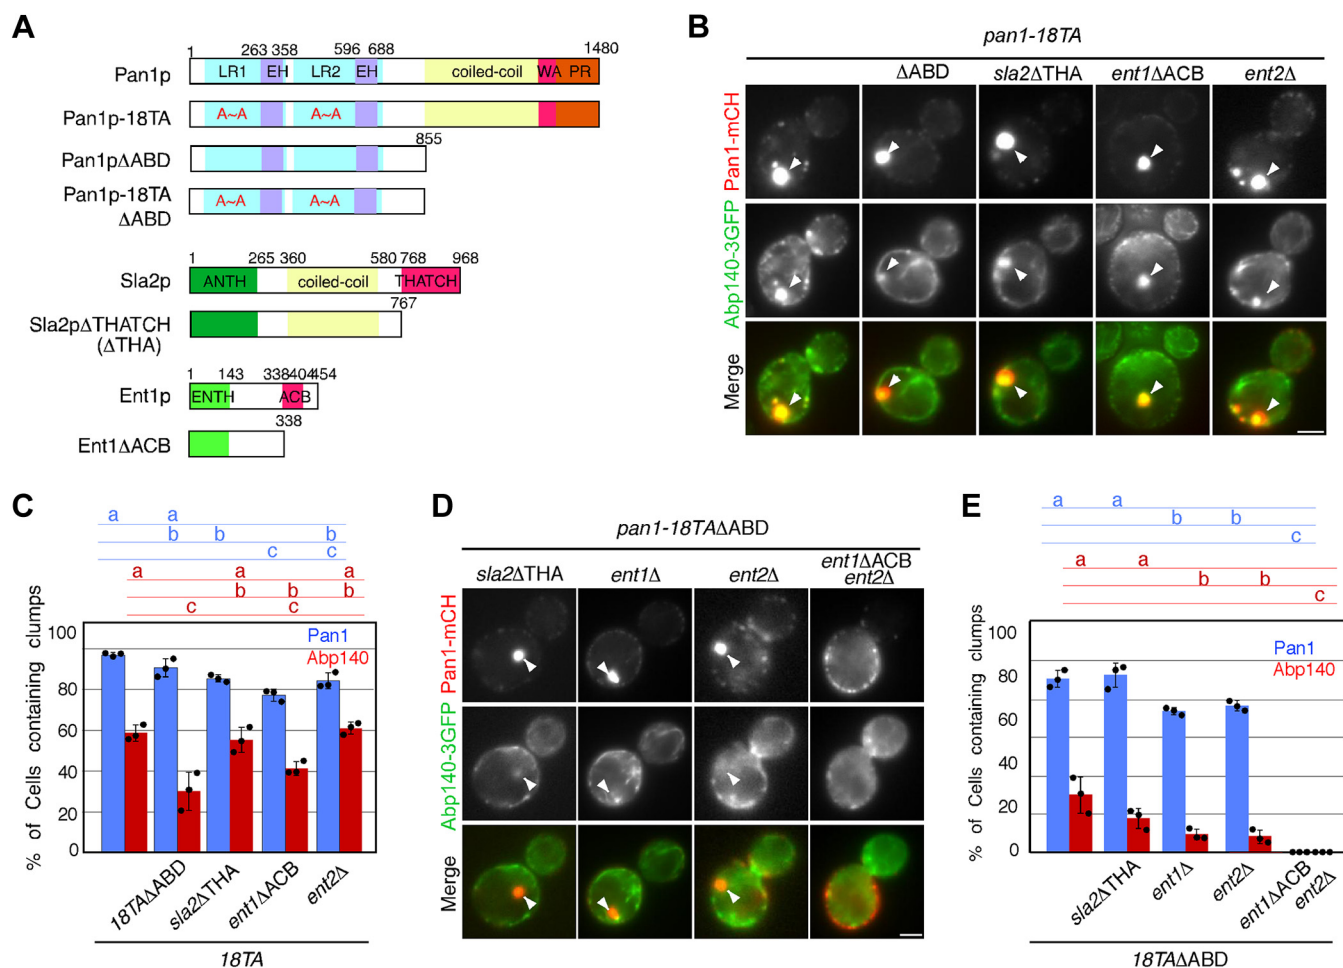 A
1 263 358 596 688 1480
Pan1p LR1 EH LR2 EH coiled-coil WA PR
Pan1p-18TA A~A A~A
855
Pan1pΔABD
Pan1p-18TA A~A A~A
ΔABD
1 265 360 580 768 968
Sla2p ANTH coiled-coil THATCH
767
Sla2pΔTHATCH
(ΔTHA)
1 143 338 404 454
Ent1p ENTH ACB
338
Ent1ΔACB
B
pan1-18TA
ΔABD sla2ΔTHA ent1ΔACB ent2Δ
Pan1-mCH
Abp140-3GFP
Merge
C
a a
b b b
c c
a a a
b b b
c c
% of Cells containing clumps
100
80
60
40
20
0
Pan1
Abp140
18TAΔABD
sla2ΔTHA
ent1ΔACB
ent2Δ
18TA
D
pan1-18TAΔABD
sla2ΔTHA ent1Δ ent2Δ ent1ΔACB
ent2Δ
Pan1-mCH
Abp140-3GFP
Merge
E
a a
b b
c
a a
b b
c
% of Cells containing clumps
100
80
60
40
20
0
Pan1
Abp140
sla2ΔTHA
ent1Δ
ent2Δ
ent1ΔACB
ent2Δ
18TAΔABD